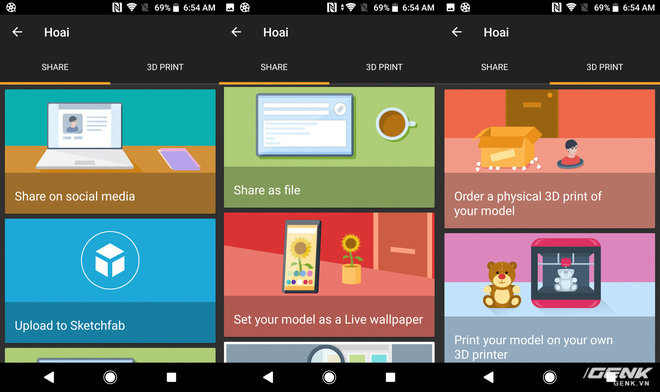 69% 6:54 AM
Hoai
SHARE 3D PRINT
Share on social media
Upload to Sketchfab
69% 6:54 AM
Hoai
SHARE 3D PRINT
Share as file
Set your model as a Live wallpaper
69% 6:54 AM
Hoai
SHARE 3D PRINT
Order a physical 3D print of
your model
Print your model on your own
3D printer
GENK
GENK.VN